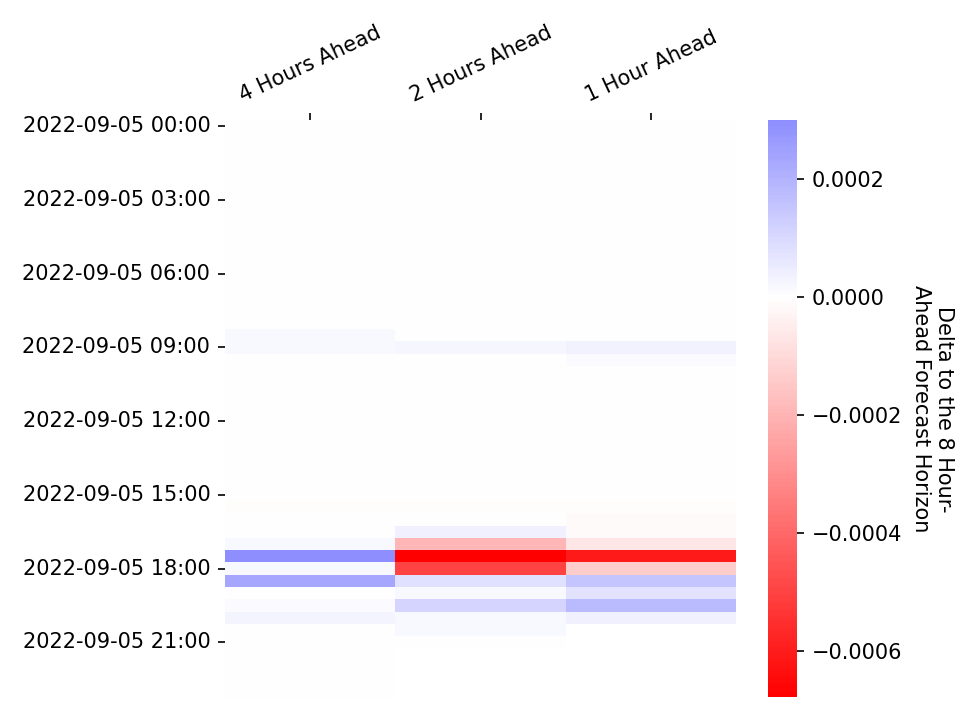 4 Hours Ahead
2 Hours Ahead
1 Hour Ahead
2022-09-05 00:00
2022-09-05 03:00
2022-09-05 06:00
2022-09-05 09:00
2022-09-05 12:00
2022-09-05 15:00
2022-09-05 18:00
2022-09-05 21:00
0.0002
0.0000
−0.0002
−0.0004
−0.0006
Delta to the 8 Hour-
Ahead Forecast Horizon